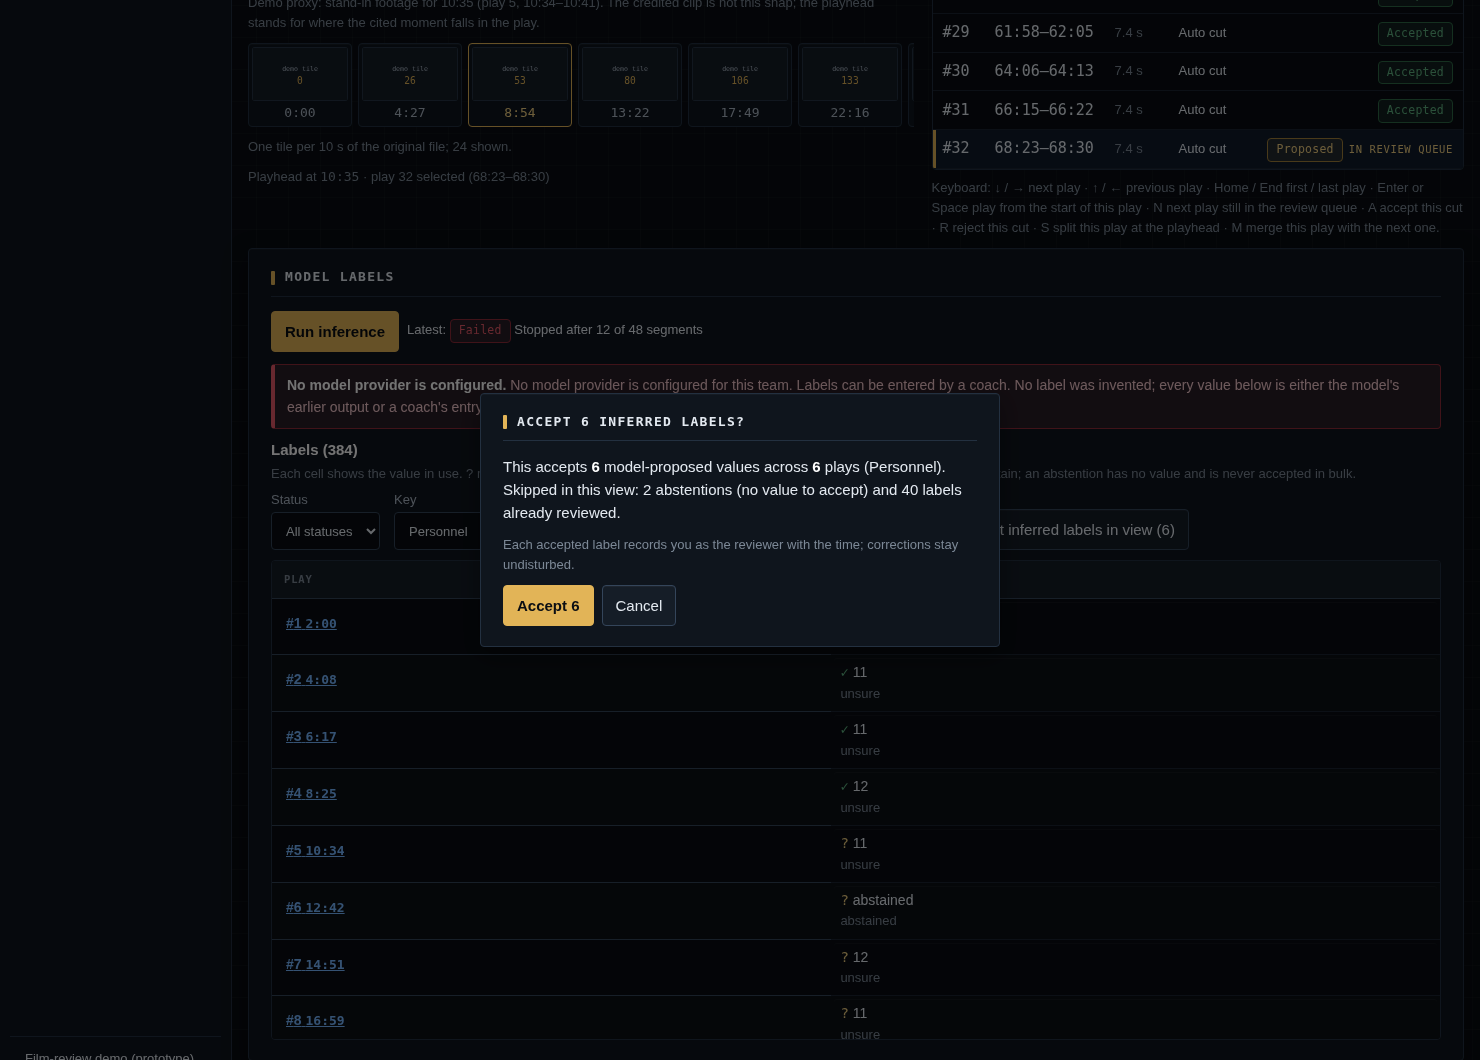 Demo proxy: stand-in footage for 10:35 (play 5, 10:34–10:41). The credited clip is not this snap; the playhead
stands for where the cited moment falls in the play.
demo tile
0
0:00
demo tile
26
4:27
demo tile
53
8:54
demo tile
80
13:22
demo tile
106
17:49
demo tile
133
22:16
One tile per 10 s of the original file; 24 shown.
Playhead at 10:35 · play 32 selected (68:23–68:30)
Accepted
#29 61:58–62:05 7.4 s Auto cut Accepted
#30 64:06–64:13 7.4 s Auto cut Accepted
#31 66:15–66:22 7.4 s Auto cut Accepted
#32 68:23–68:30 7.4 s Auto cut Proposed IN REVIEW QUEUE
Keyboard: ↓ / → next play · ↑ / ← previous play · Home / End first / last play · Enter or
Space play from the start of this play · N next play still in the review queue · A accept this cut
· R reject this cut · S split this play at the playhead · M merge this play with the next one.
MODEL LABELS
Run inference Latest: Failed Stopped after 12 of 48 segments
No model provider is configured. No model provider is configured for this team. Labels can be entered by a coach. No label was invented; every value below is either the model's
earlier output or a coach's entry
Labels (384)
Each cell shows the value in use. ? an abstention has no value and is never accepted in bulk.
Status
Key
All statuses
Personnel
inferred labels in view (6)
ACCEPT 6 INFERRED LABELS?
This accepts 6 model-proposed values across 6 plays (Personnel).
Skipped in this view: 2 abstentions (no value to accept) and 40 labels
already reviewed.
Each accepted label records you as the reviewer with the time; corrections stay
undisturbed.
Accept 6
Cancel
PLAY
#1 2:00
#2 4:08
✓ 11
unsure
#3 6:17
✓ 11
unsure
#4 8:25
✓ 12
unsure
#5 10:34
? 11
unsure
#6 12:42
? abstained
abstained
#7 14:51
? 12
unsure
#8 16:59
? 11
unsure
Film-review demo (prototype)